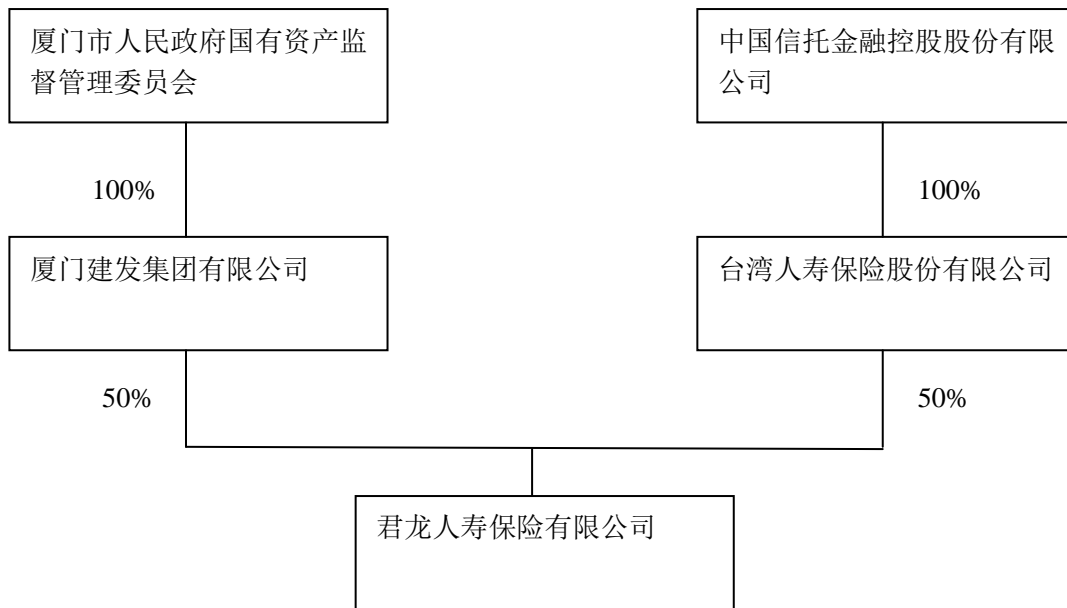 厦门市人民政府国有资产监
督管理委员会
中国信托金融控股股份有限
公司
100%
100%
厦门建发集团有限公司
台湾人寿保险股份有限公司
50%
50%
君龙人寿保险有限公司